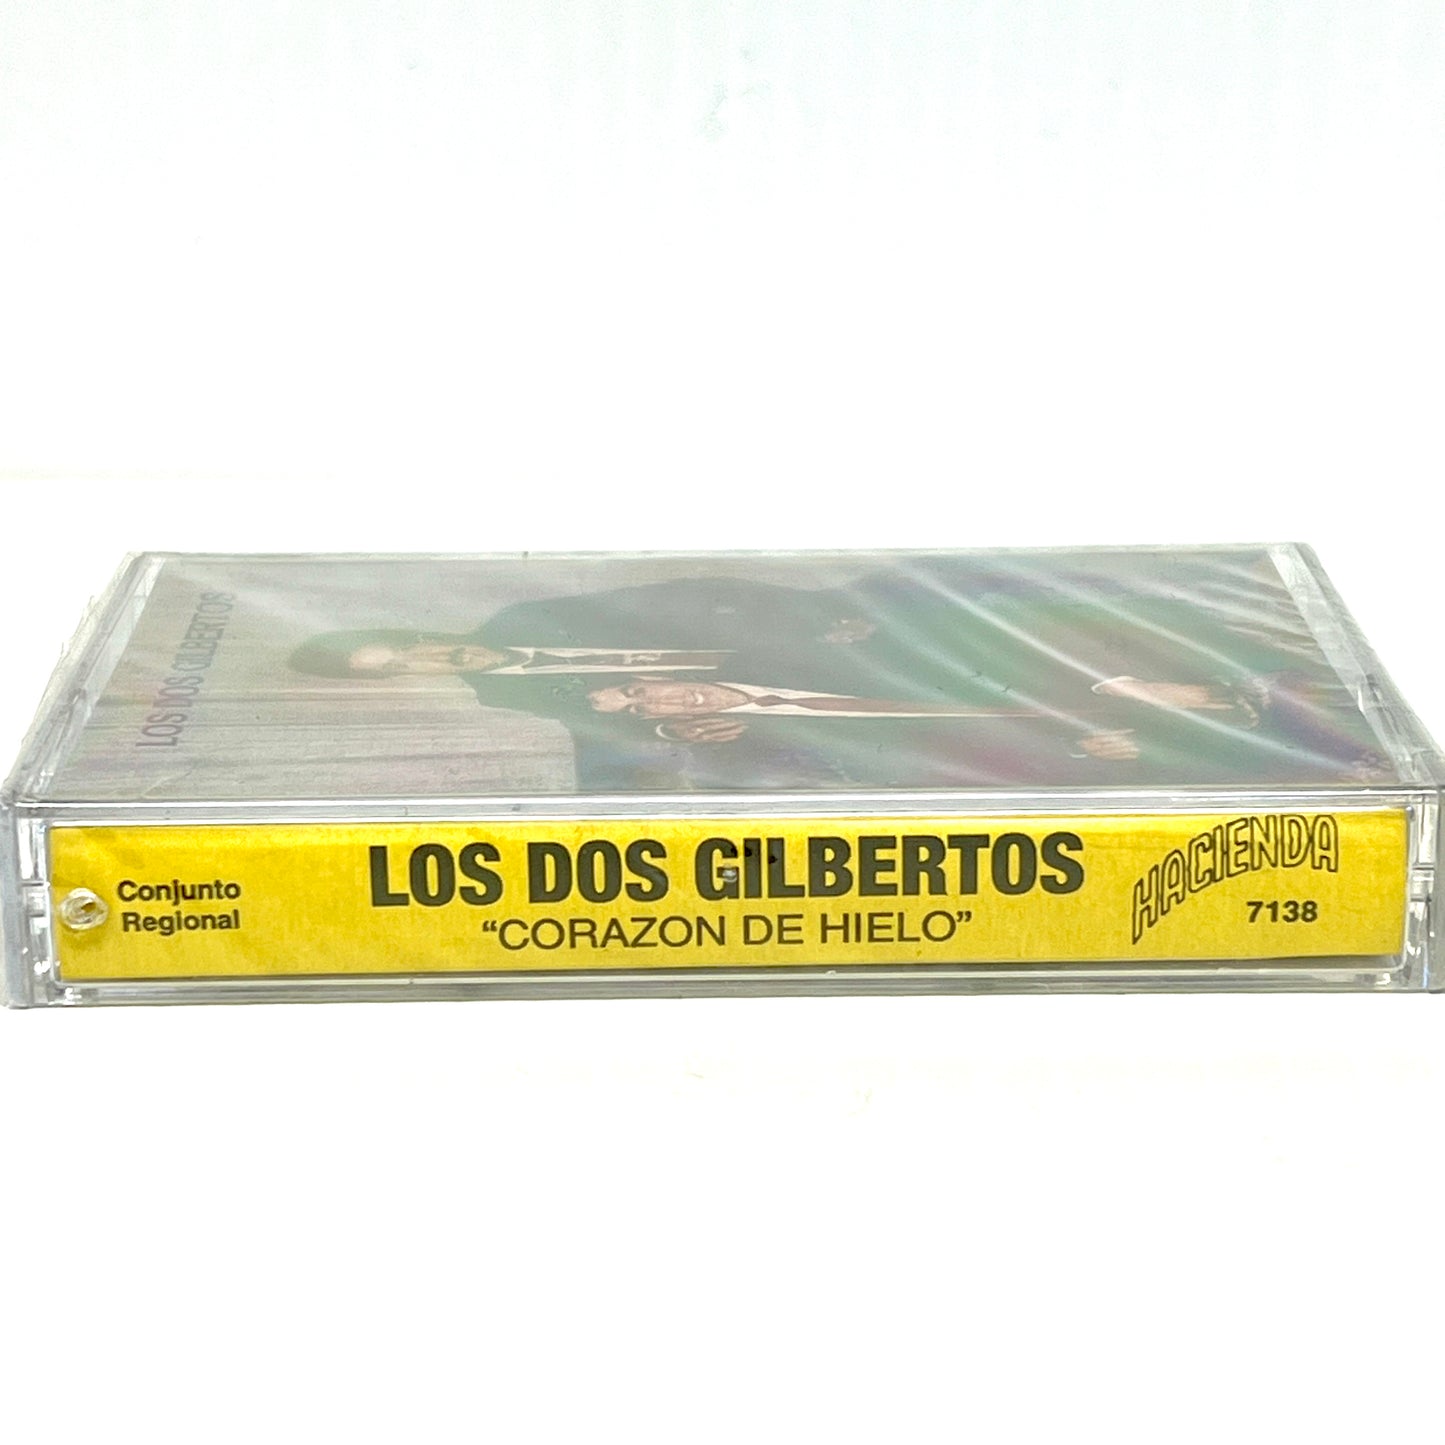 LOS DOS GILBERTOS
Conjunto
Regional
LOS DOS GILBERTOS
“CORAZON DE HIELO”
HACIENDA
7138